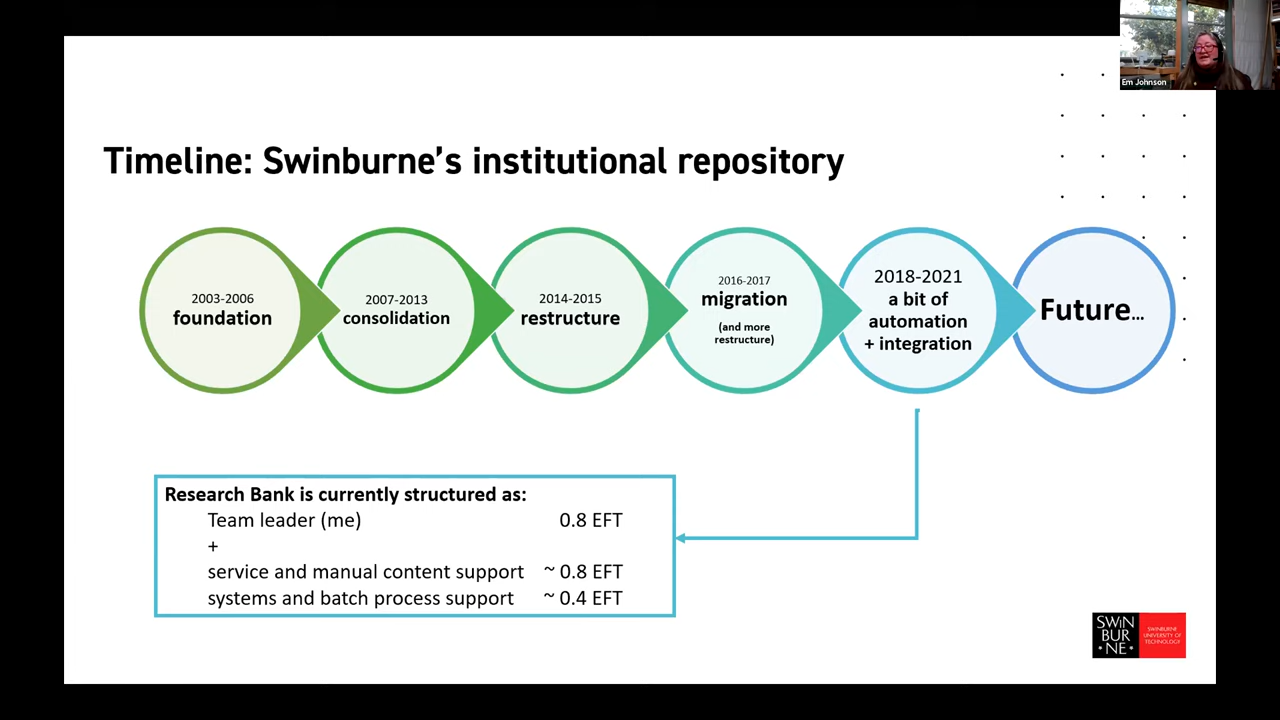 Em Johnson
Timeline: Swinburne's institutional repository
2003-2006
foundation
2007-2013
consolidation
2014-2015
restructure
2016-2017
migration
(and more
restructure)
2018-2021
a bit of
automation
+ integration
Future...
Research Bank is currently structured as:
Team leader (me) 0.8 EFT
+
service and manual content support ~ 0.8 EFT
systems and batch process support ~ 0.4 EFT
SWIN
BUR
*NE*
SWINBURNE
UNIVERSITY OF
TECHNOLOGY